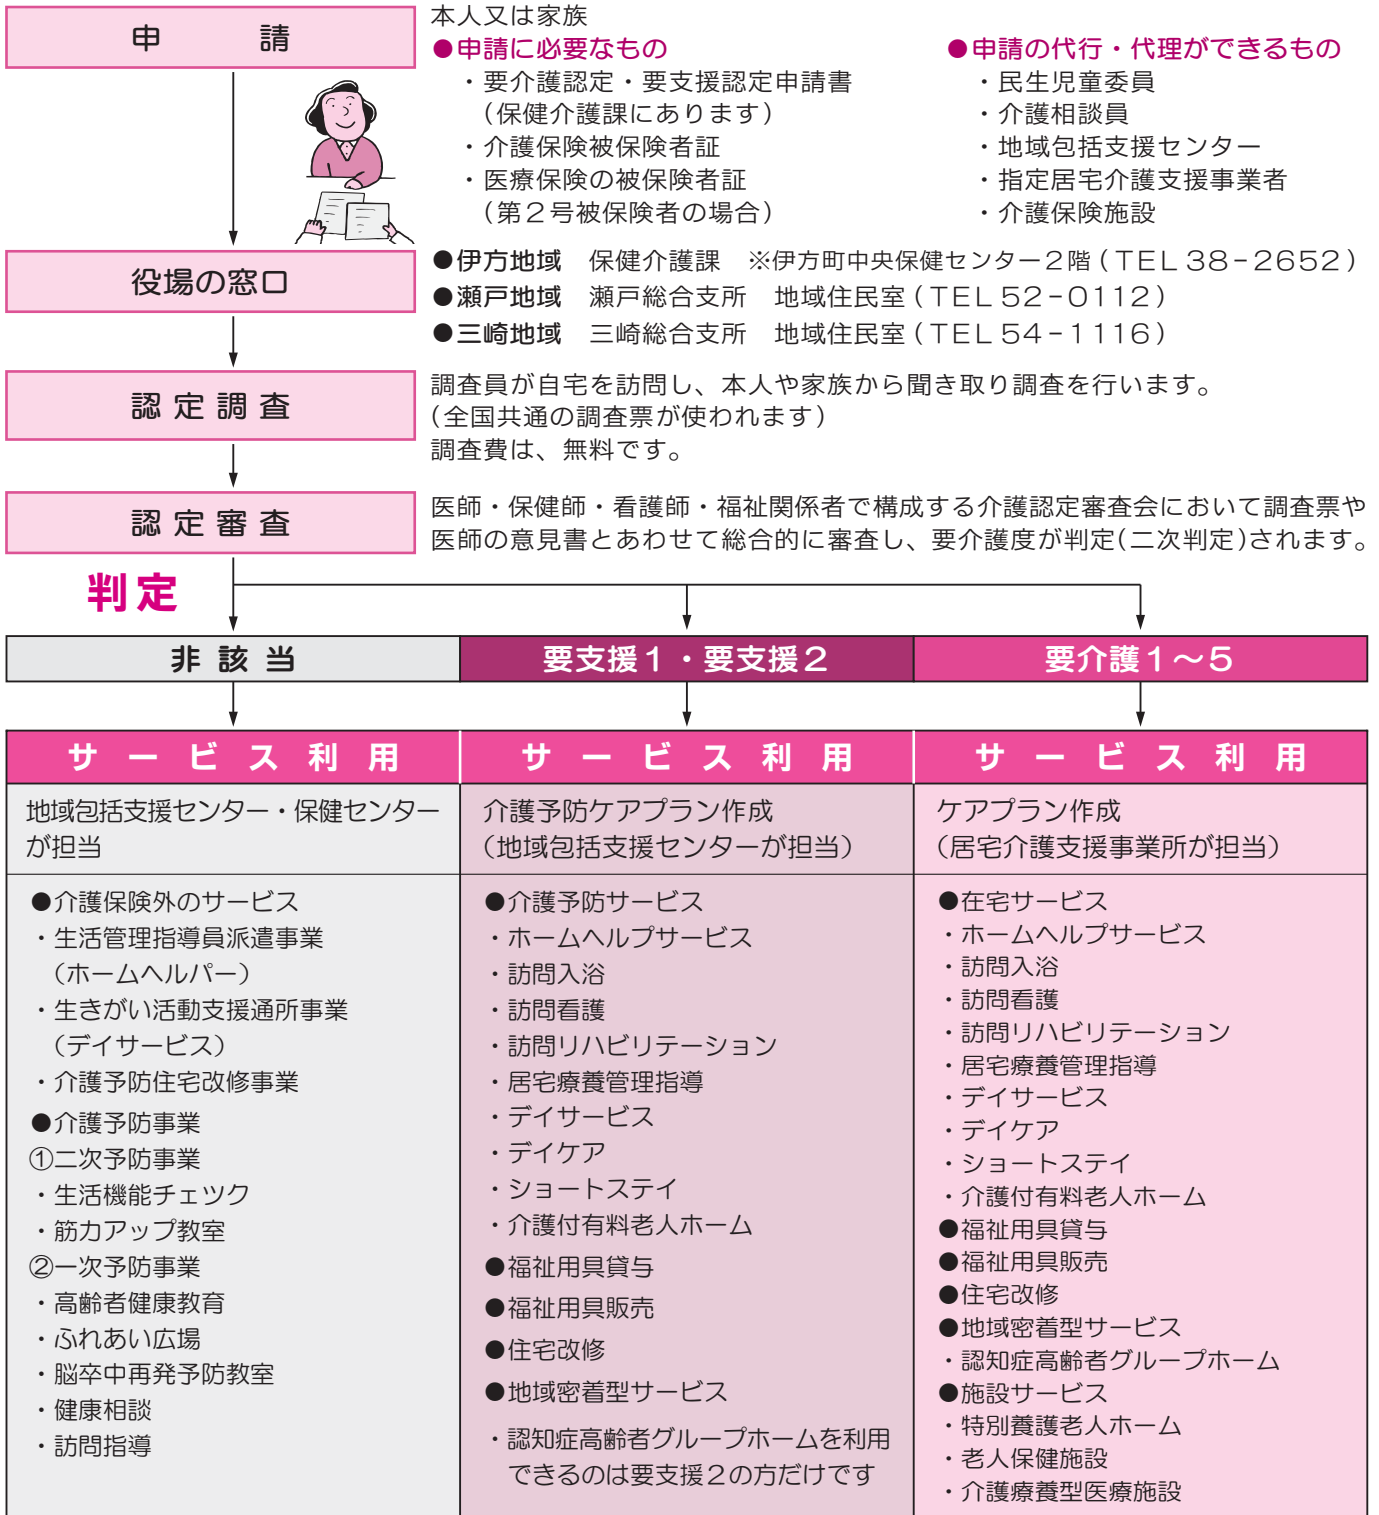 申請
本人又は家族
●申請に必要なもの
・要介護認定・要支援認定申請書
（保健介護課にあります）
・介護保険被保険者証
・医療保険の被保険者証
（第２号被保険者の場合）
●申請の代行・代理ができるもの
・民生児童委員
・介護相談員
・地域包括支援センター
・指定居宅介護支援事業者
・介護保険施設
役場の窓口
●伊方地域　保健介護課　※伊方町中央保健センター２階（TEL 38-2652）
●瀬戸地域　瀬戸総合支所　地域住民室（TEL 52-0112）
●三崎地域　三崎総合支所　地域住民室（TEL 54-1116）
認定調査
調査員が自宅を訪問し、本人や家族から聞き取り調査を行います。
（全国共通の調査票が使われます）
調査費は、無料です。
認定審査
医師・保健師・看護師・福祉関係者で構成する介護認定審査会において調査票や
医師の意見書とあわせて総合的に審査し、要介護度が判定(二次判定)されます。
判定
非該当
要支援１・要支援２
要介護１～５
サービス利用
サービス利用
サービス利用
地域包括支援センター・保健センター
が担当
介護予防ケアプラン作成
（地域包括支援センターが担当）
ケアプラン作成
（居宅介護支援事業所が担当）
●介護保険外のサービス
・生活管理指導員派遣事業
（ホームヘルパー）
・生きがい活動支援通所事業
（デイサービス）
・介護予防住宅改修事業
●介護予防事業
①二次予防事業
・生活機能チェツク
・筋力アップ教室
②一次予防事業
・高齢者健康教育
・ふれあい広場
・脳卒中再発予防教室
・健康相談
・訪問指導
●介護予防サービス
・ホームヘルプサービス
・訪問入浴
・訪問看護
・訪問リハビリテーション
・居宅療養管理指導
・デイサービス
・デイケア
・ショートステイ
・介護付有料老人ホーム
●福祉用具貸与
●福祉用具販売
●住宅改修
●地域密着型サービス
・認知症高齢者グループホームを利用
できるのは要支援２の方だけです
●在宅サービス
・ホームヘルプサービス
・訪問入浴
・訪問看護
・訪問リハビリテーション
・居宅療養管理指導
・デイサービス
・デイケア
・ショートステイ
・介護付有料老人ホーム
●福祉用具貸与
●福祉用具販売
●住宅改修
●地域密着型サービス
・認知症高齢者グループホーム
●施設サービス
・特別養護老人ホーム
・老人保健施設
・介護療養型医療施設